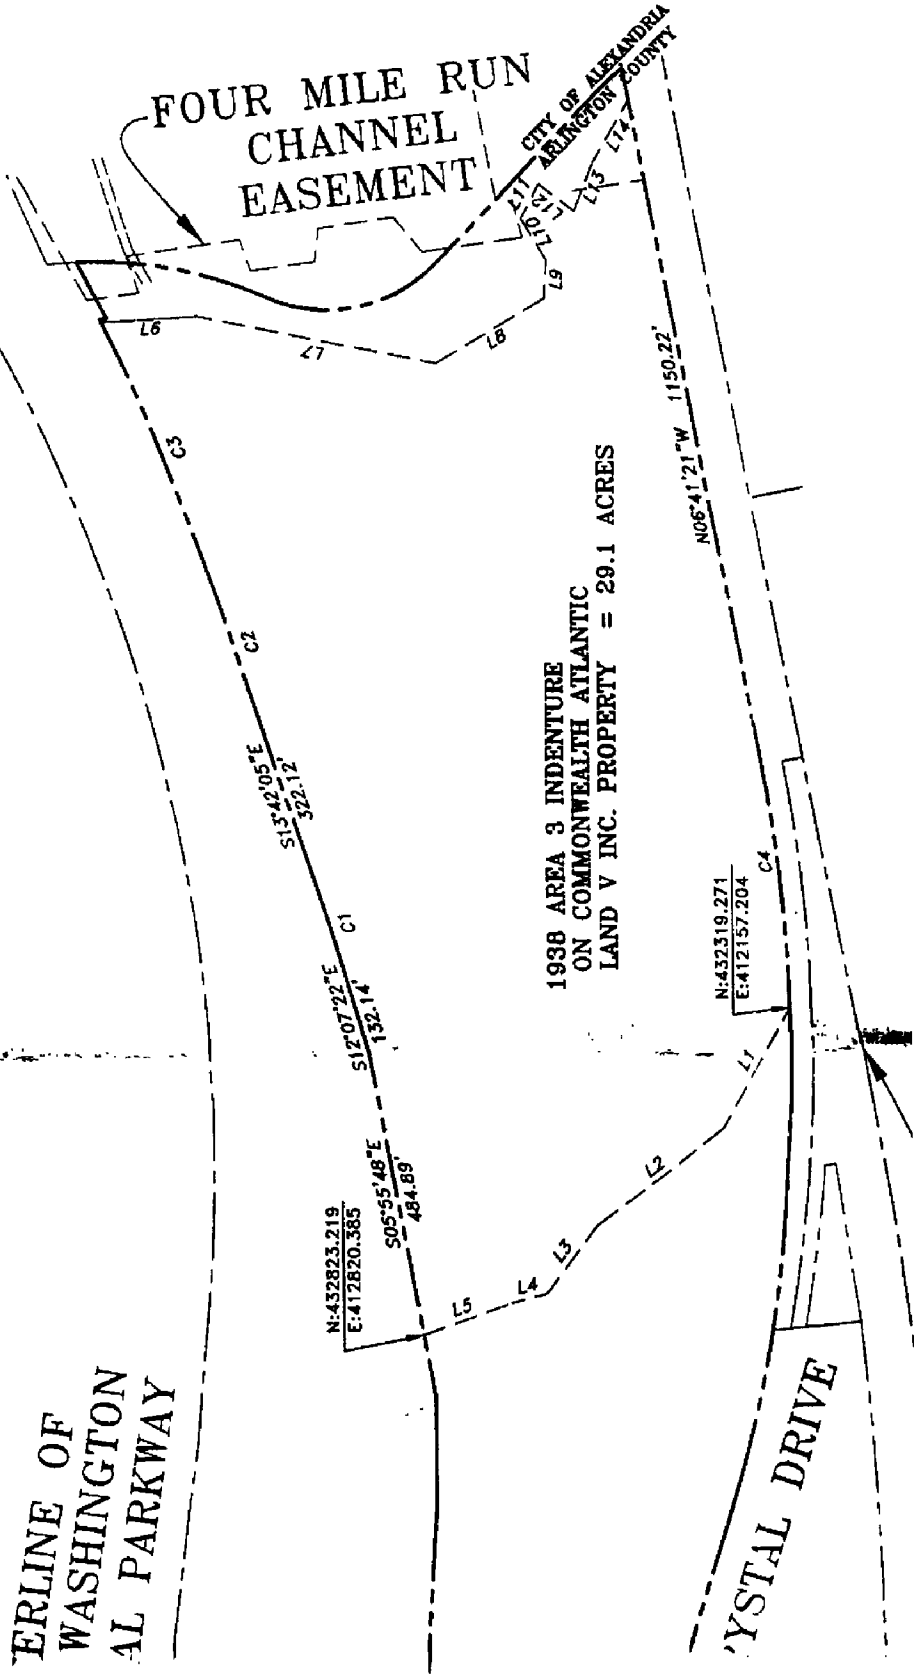 FOUR MILE RUN
CHANNEL
EASEMENT
CITY OF ALEXANDRIA
ARLINGTON COUNTY
L14
L13
L12
L11
L10
L9
L8
L7
L6
C3
C2
S13°42'05"E
322.12'
C1
S12°07'22"E
132.14'
S05°55'48"E
484.89'
N06°41'21"W 1150.22'
1938 AREA 3 INDENTURE
ON COMMONWEALTH ATLANTIC
LAND V INC. PROPERTY = 29.1 ACRES
C4
N:432319.271
E:412157.204
L1
L2
L3
L4
L5
N:432823.219
E:412820.385
ERLINE OF
WASHINGTON
AL PARKWAY
YSTAL DRIVE